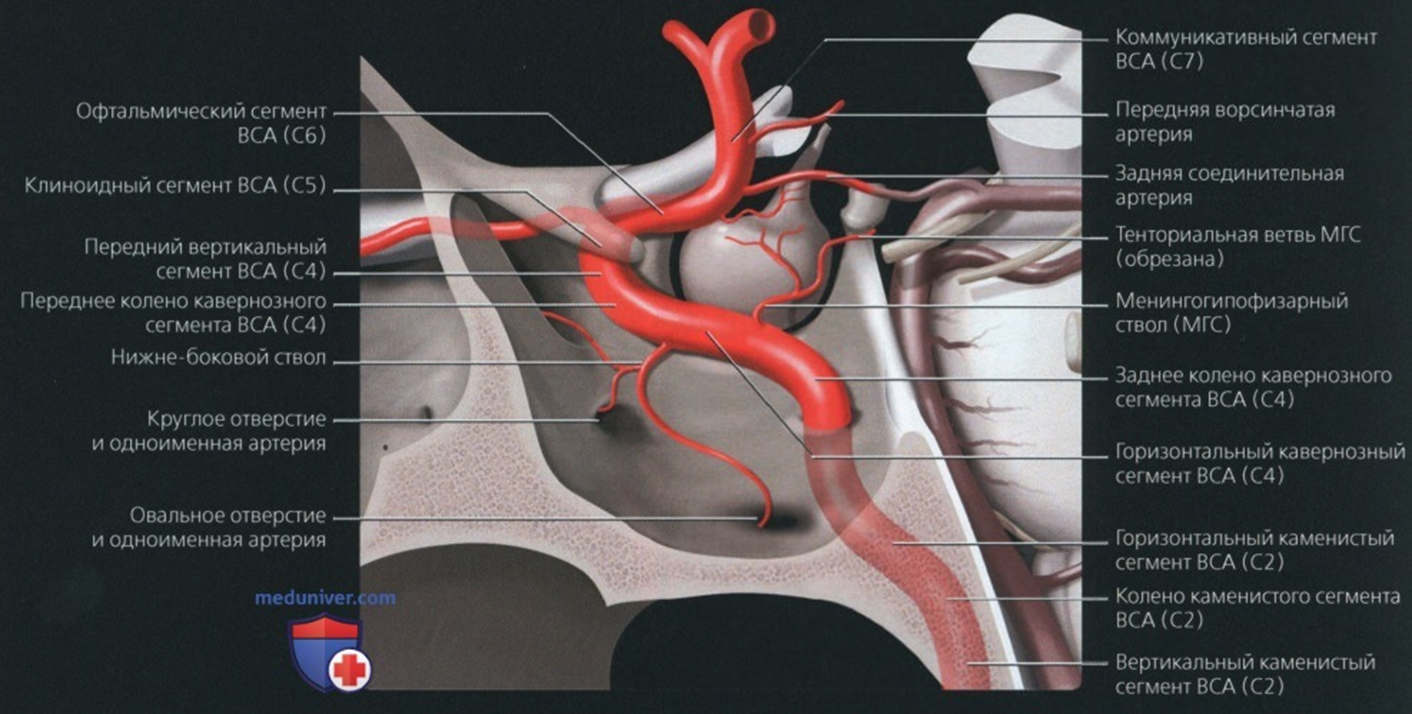 Офтальмический сегмент
ВСА (С6)
Клиноидный сегмент ВСА (С5)
Передний вертикальный
сегмент ВСА (С4)
Переднее колено кавернозного
сегмента ВСА (С4)
Нижне-боковой ствол
Круглое отверстие
и одноименная артерия
Овальное отверстие
и одноименная артерия
meduniver.com
Коммуникативный сегмент
ВСА (С7)
Передняя ворсинчатая
артерия
Задняя соединительная
артерия
Тенториальная ветвь МГС
(обрезана)
Менингогипофизарный
ствол (МГС)
Заднее колено кавернозного
сегмента ВСА (С4)
Горизонтальный кавернозный
сегмент ВСА (С4)
Горизонтальный каменистый
сегмент ВСА (С2)
Колено каменистого сегмента
ВСА (С2)
Вертикальный каменистый
сегмент ВСА (С2)